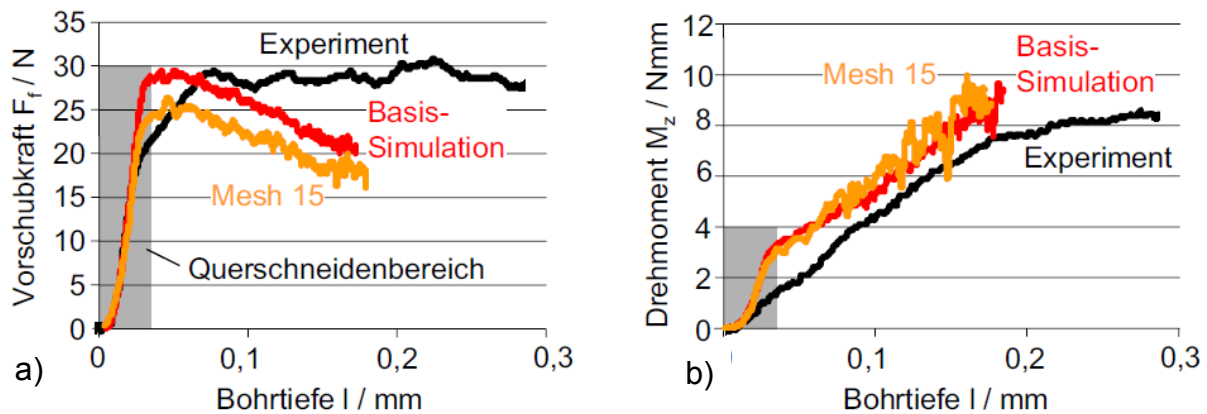 35
30
25
20
15
10
5
0
Vorschubkraft F_f / N
Experiment
Basis-
Simulation
Mesh 15
Querschneidenbereich
0
0,1
0,2
0,3
Bohrtiefe l / mm
a)
12
10
8
6
4
2
0
Drehmoment M_z / Nmm
Mesh 15
Basis-
Simulation
Experiment
0,1
0,2
0,3
Bohrtiefe l / mm
b)